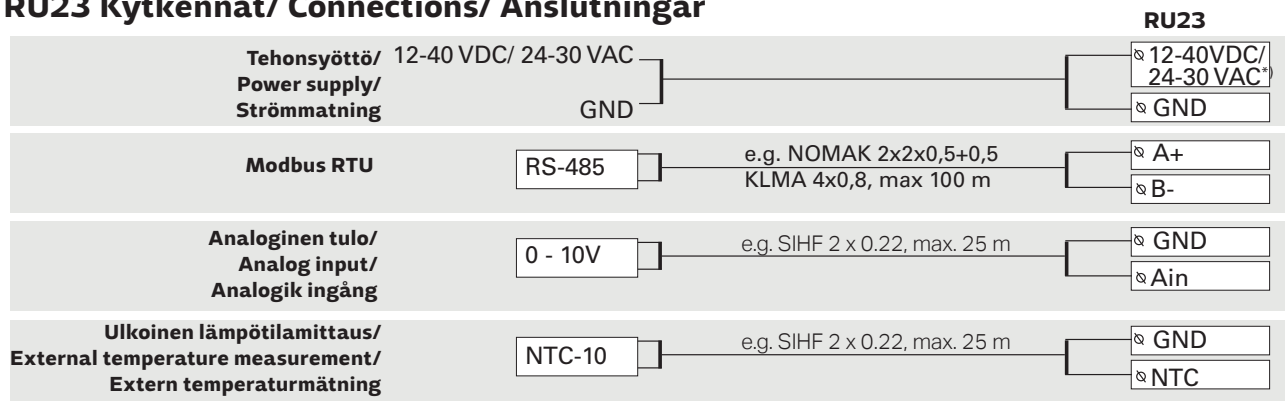 RU23 Kytkennät/ Connections/ Anslutningar
RU23
Tehonsyöttö/
Power supply/
Strömmatning
12-40 VDC/ 24-30 VAC
GND
12-40VDC/
24-30 VAC*)
GND
Modbus RTU
RS-485
e.g. NOMAK 2x2x0,5+0,5
KLMA 4x0,8, max 100 m
A+
B-
Analoginen tulo/
Analog input/
Analogik ingång
0 - 10V
e.g. SIHF 2 x 0.22, max. 25 m
GND
Ain
Ulkoinen lämpötilamittaus/
External temperature measurement/
Extern temperaturmätning
NTC-10
e.g. SIHF 2 x 0.22, max. 25 m
GND
NTC